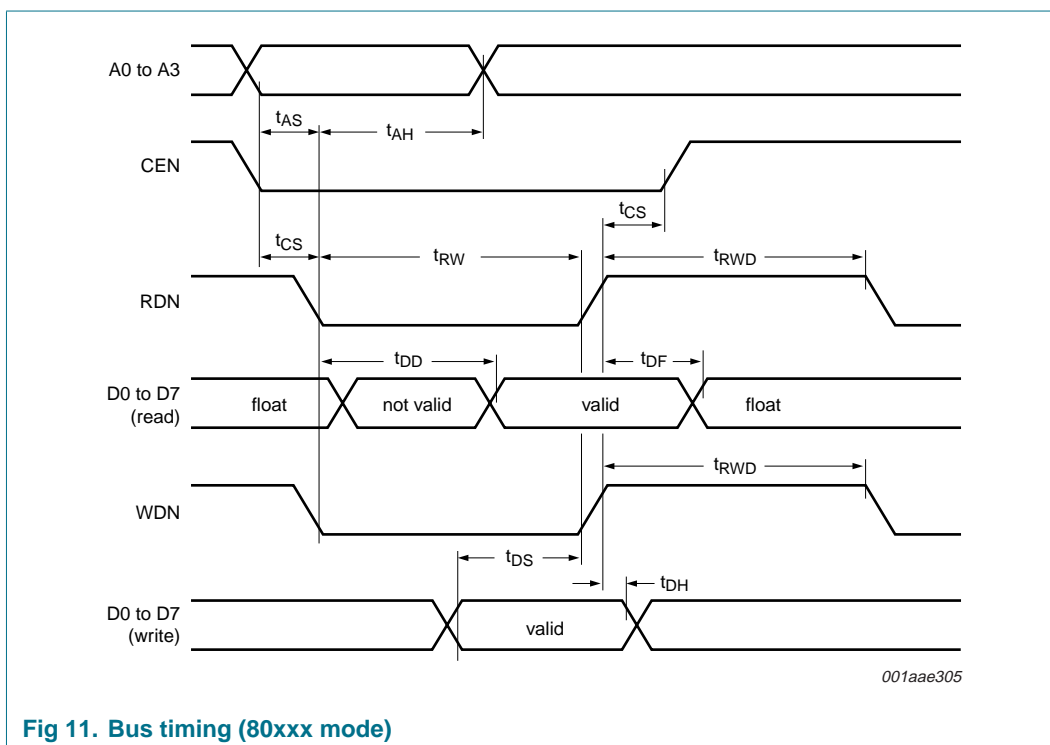 A0 to A3
tAS
tAH
CEN
tCS
tCS
tRW
tRWD
RDN
tDD
tDF
D0 to D7
(read)
float
not valid
valid
float
tRWD
WDN
tDS
tDH
D0 to D7
(write)
valid
001aae305
Fig 11. Bus timing (80xxx mode)